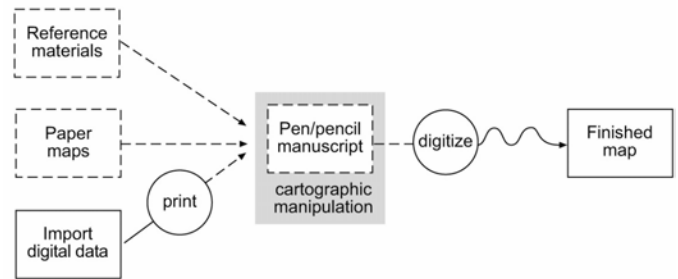 Reference
materials
Paper
maps
Import
digital data
print
Pen/pencil
manuscript
cartographic
manipulation
digitize
Finished
map